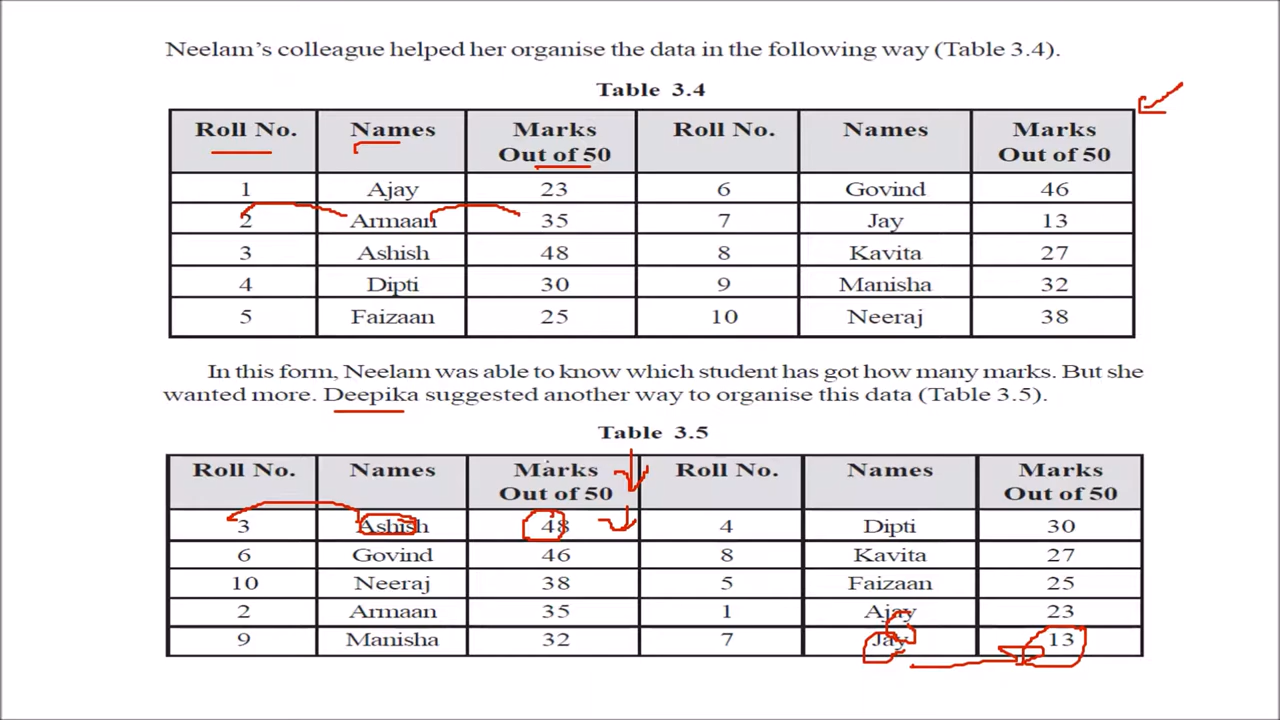 Neelam's colleague helped her organise the data in the following way (Table 3.4).
Table 3.4
Roll No. Names Marks Out of 50 Roll No. Names Marks Out of 50
1 Ajay 23 6 Govind 46
2 Armaan 35 7 Jay 13
3 Ashish 48 8 Kavita 27
4 Dipti 30 9 Manisha 32
5 Faizaan 25 10 Neeraj 38
In this form, Neelam was able to know which student has got how many marks. But she
wanted more. Deepika suggested another way to organise this data (Table 3.5).
Table 3.5
Roll No. Names Marks Out of 50 Roll No. Names Marks Out of 50
3 Ashish 48 4 Dipti 30
6 Govind 46 8 Kavita 27
10 Neeraj 38 5 Faizaan 25
2 Armaan 35 1 Ajay 23
9 Manisha 32 7 Jay 13